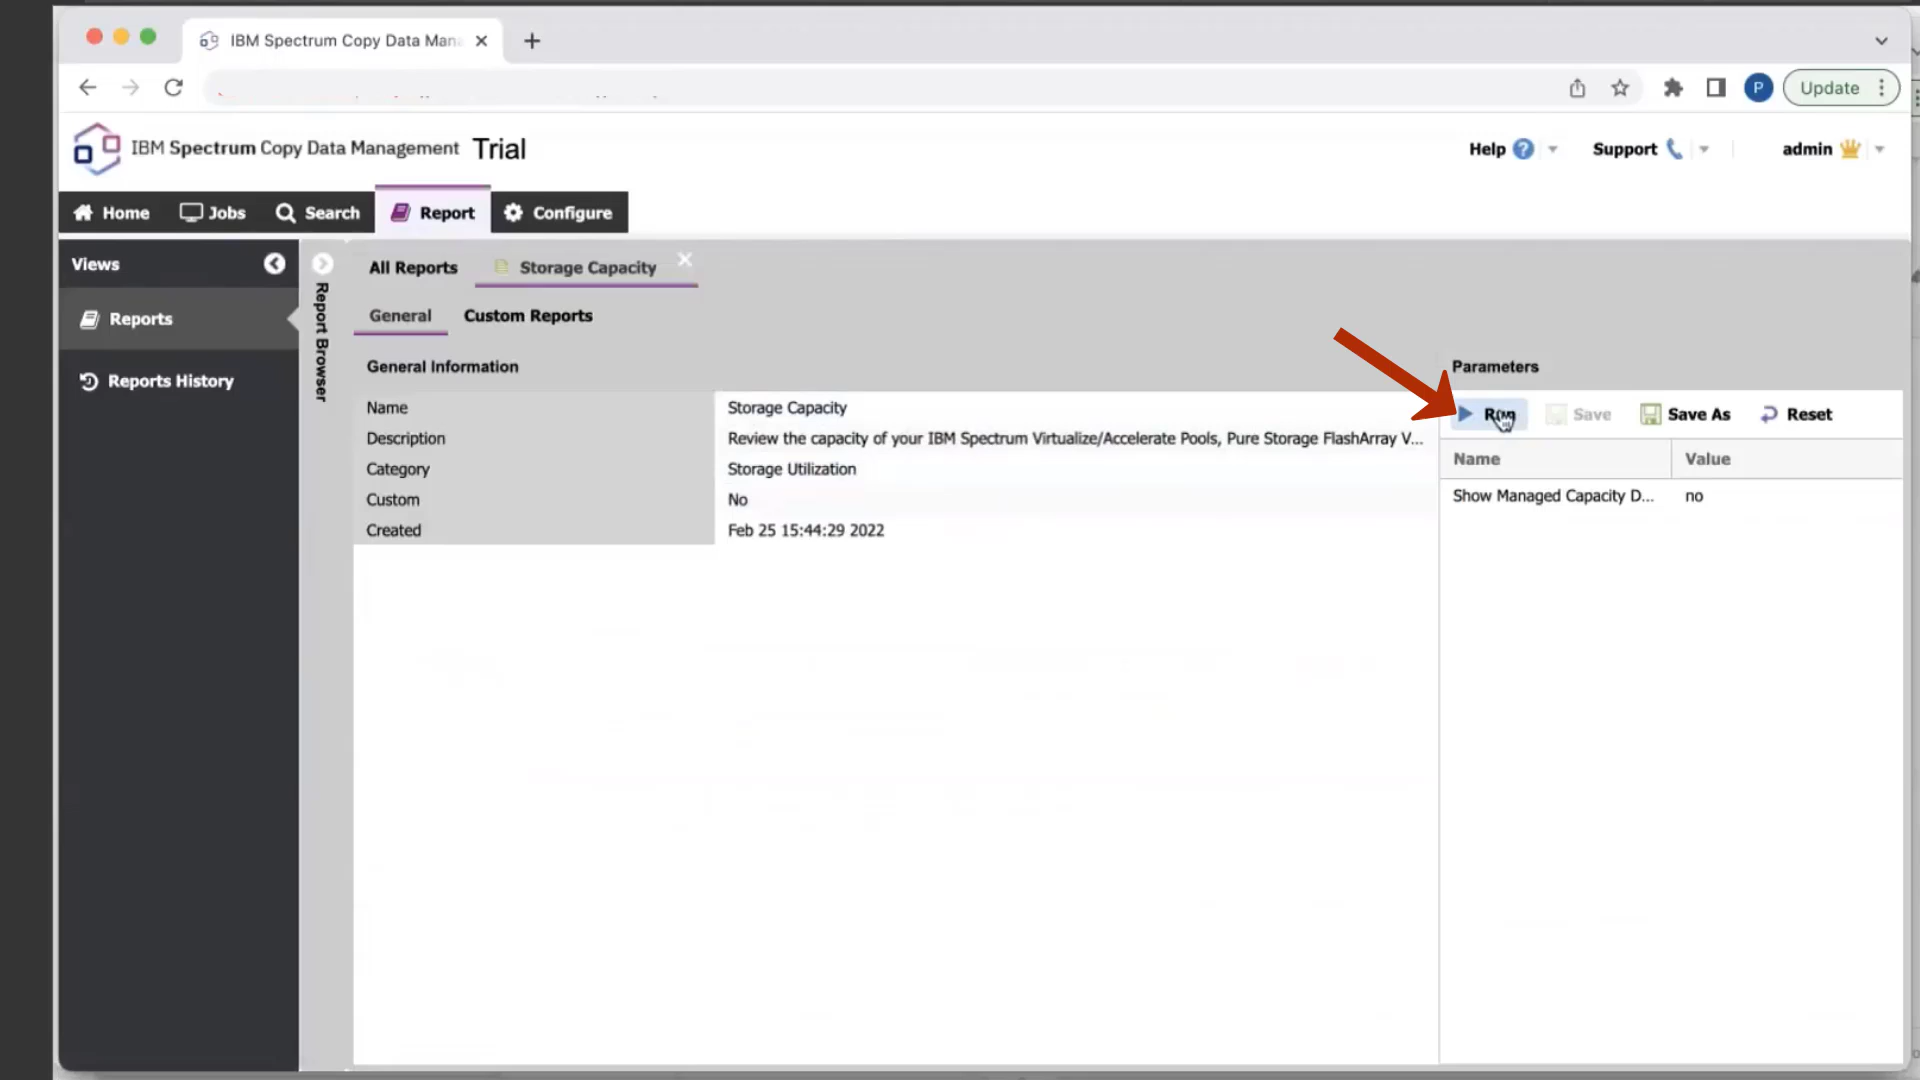 IBM Spectrum Copy Data Mana
P
Update
IBM Spectrum Copy Data Management Trial
Help ?
Support
admin
Home
Jobs
Search
Report
Configure
Views
Reports
Reports History
Report Browser
All Reports
Storage Capacity
General
Custom Reports
General Information
Name Storage Capacity
Description Review the capacity of your IBM Spectrum Virtualize/Accelerate Pools, Pure Storage FlashArray V...
Category Storage Utilization
Custom No
Created Feb 25 15:44:29 2022
Parameters
Run Save Save As Reset
Name Value
Show Managed Capacity D... no